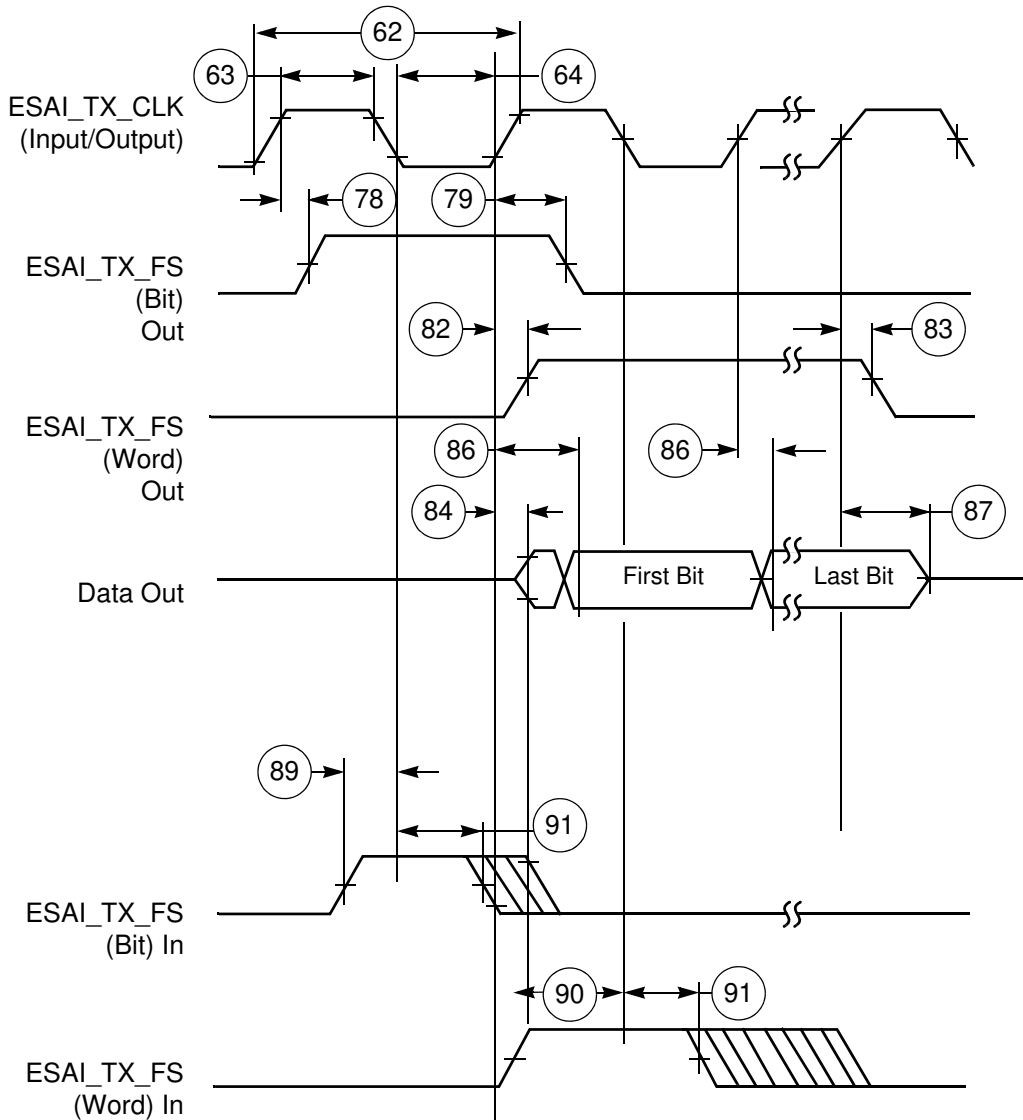 62
63
64
ESAI_TX_CLK
(Input/Output)
78
79
ESAI_TX_FS
(Bit)
Out
82
83
ESAI_TX_FS
(Word)
Out
86
86
84
87
Data Out
First Bit
Last Bit
89
91
ESAI_TX_FS
(Bit) In
90
91
ESAI_TX_FS
(Word) In